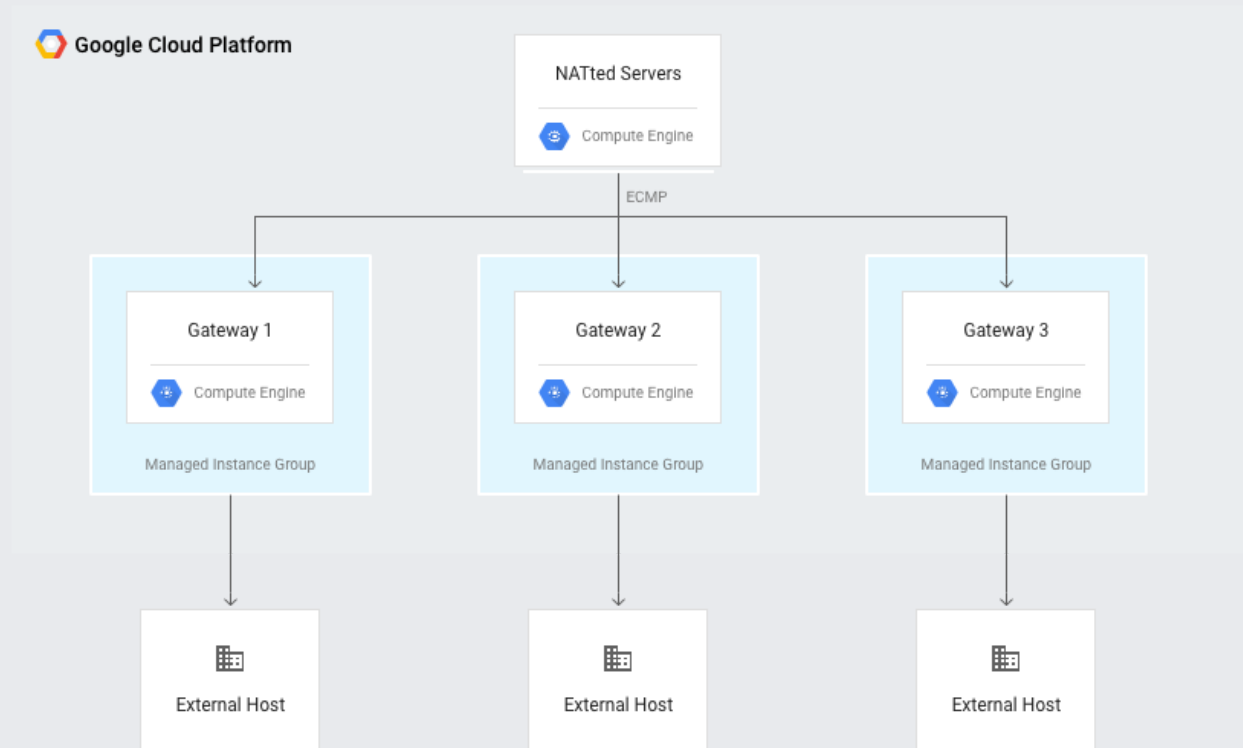 Google Cloud Platform
NATted Servers
Compute Engine
ECMP
Gateway 1
Compute Engine
Managed Instance Group
Gateway 2
Compute Engine
Managed Instance Group
Gateway 3
Compute Engine
Managed Instance Group
External Host
External Host
External Host